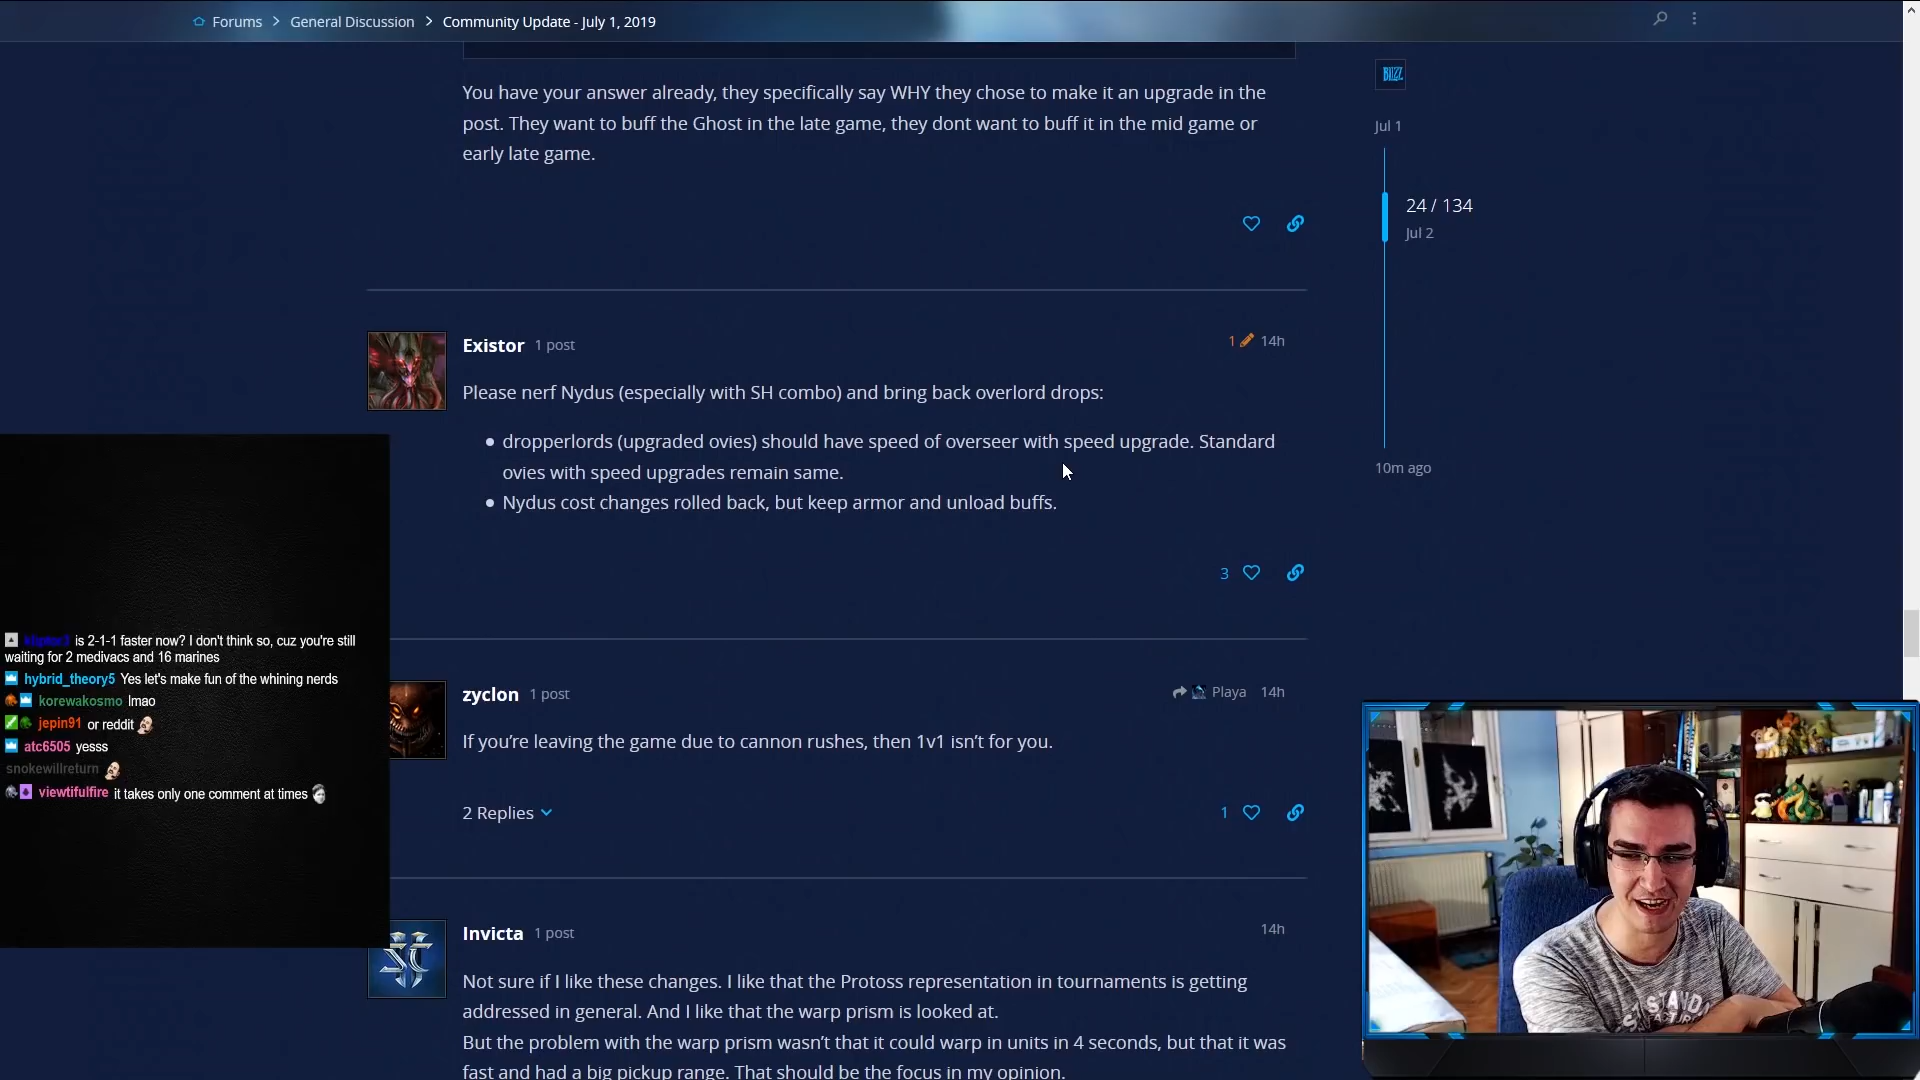 Forums > General Discussion > Community Update - July 1, 2019
You have your answer already, they specifically say WHY they chose to make it an upgrade in the
post. They want to buff the Ghost in the late game, they dont want to buff it in the mid game or
early late game.
BLIZZ
Jul 1
24 / 134
Jul 2
10m ago
Existor 1 post
1 14h
Please nerf Nydus (especially with SH combo) and bring back overlord drops:
• dropperlords (upgraded ovies) should have speed of overseer with speed upgrade. Standard
ovies with speed upgrades remain same.
• Nydus cost changes rolled back, but keep armor and unload buffs.
3
zyclon 1 post
Playa 14h
If you’re leaving the game due to cannon rushes, then 1v1 isn’t for you.
2 Replies
1
Invicta 1 post
14h
Not sure if I like these changes. I like that the Protoss representation in tournaments is getting
addressed in general. And I like that the warp prism is looked at.
But the problem with the warp prism wasn’t that it could warp in units in 4 seconds, but that it was
fast and had a big pickup range. That should be the focus in my opinion.
is 2-1-1 faster now? I don't think so, cuz you're still
waiting for 2 medivacs and 16 marines
hybrid_theory5 Yes let's make fun of the whining nerds
korewakosmo lmao
jepin91 or reddit
atc6505 yesss
snokewillreturn
viewtifulfire it takes only one comment at times
STAND